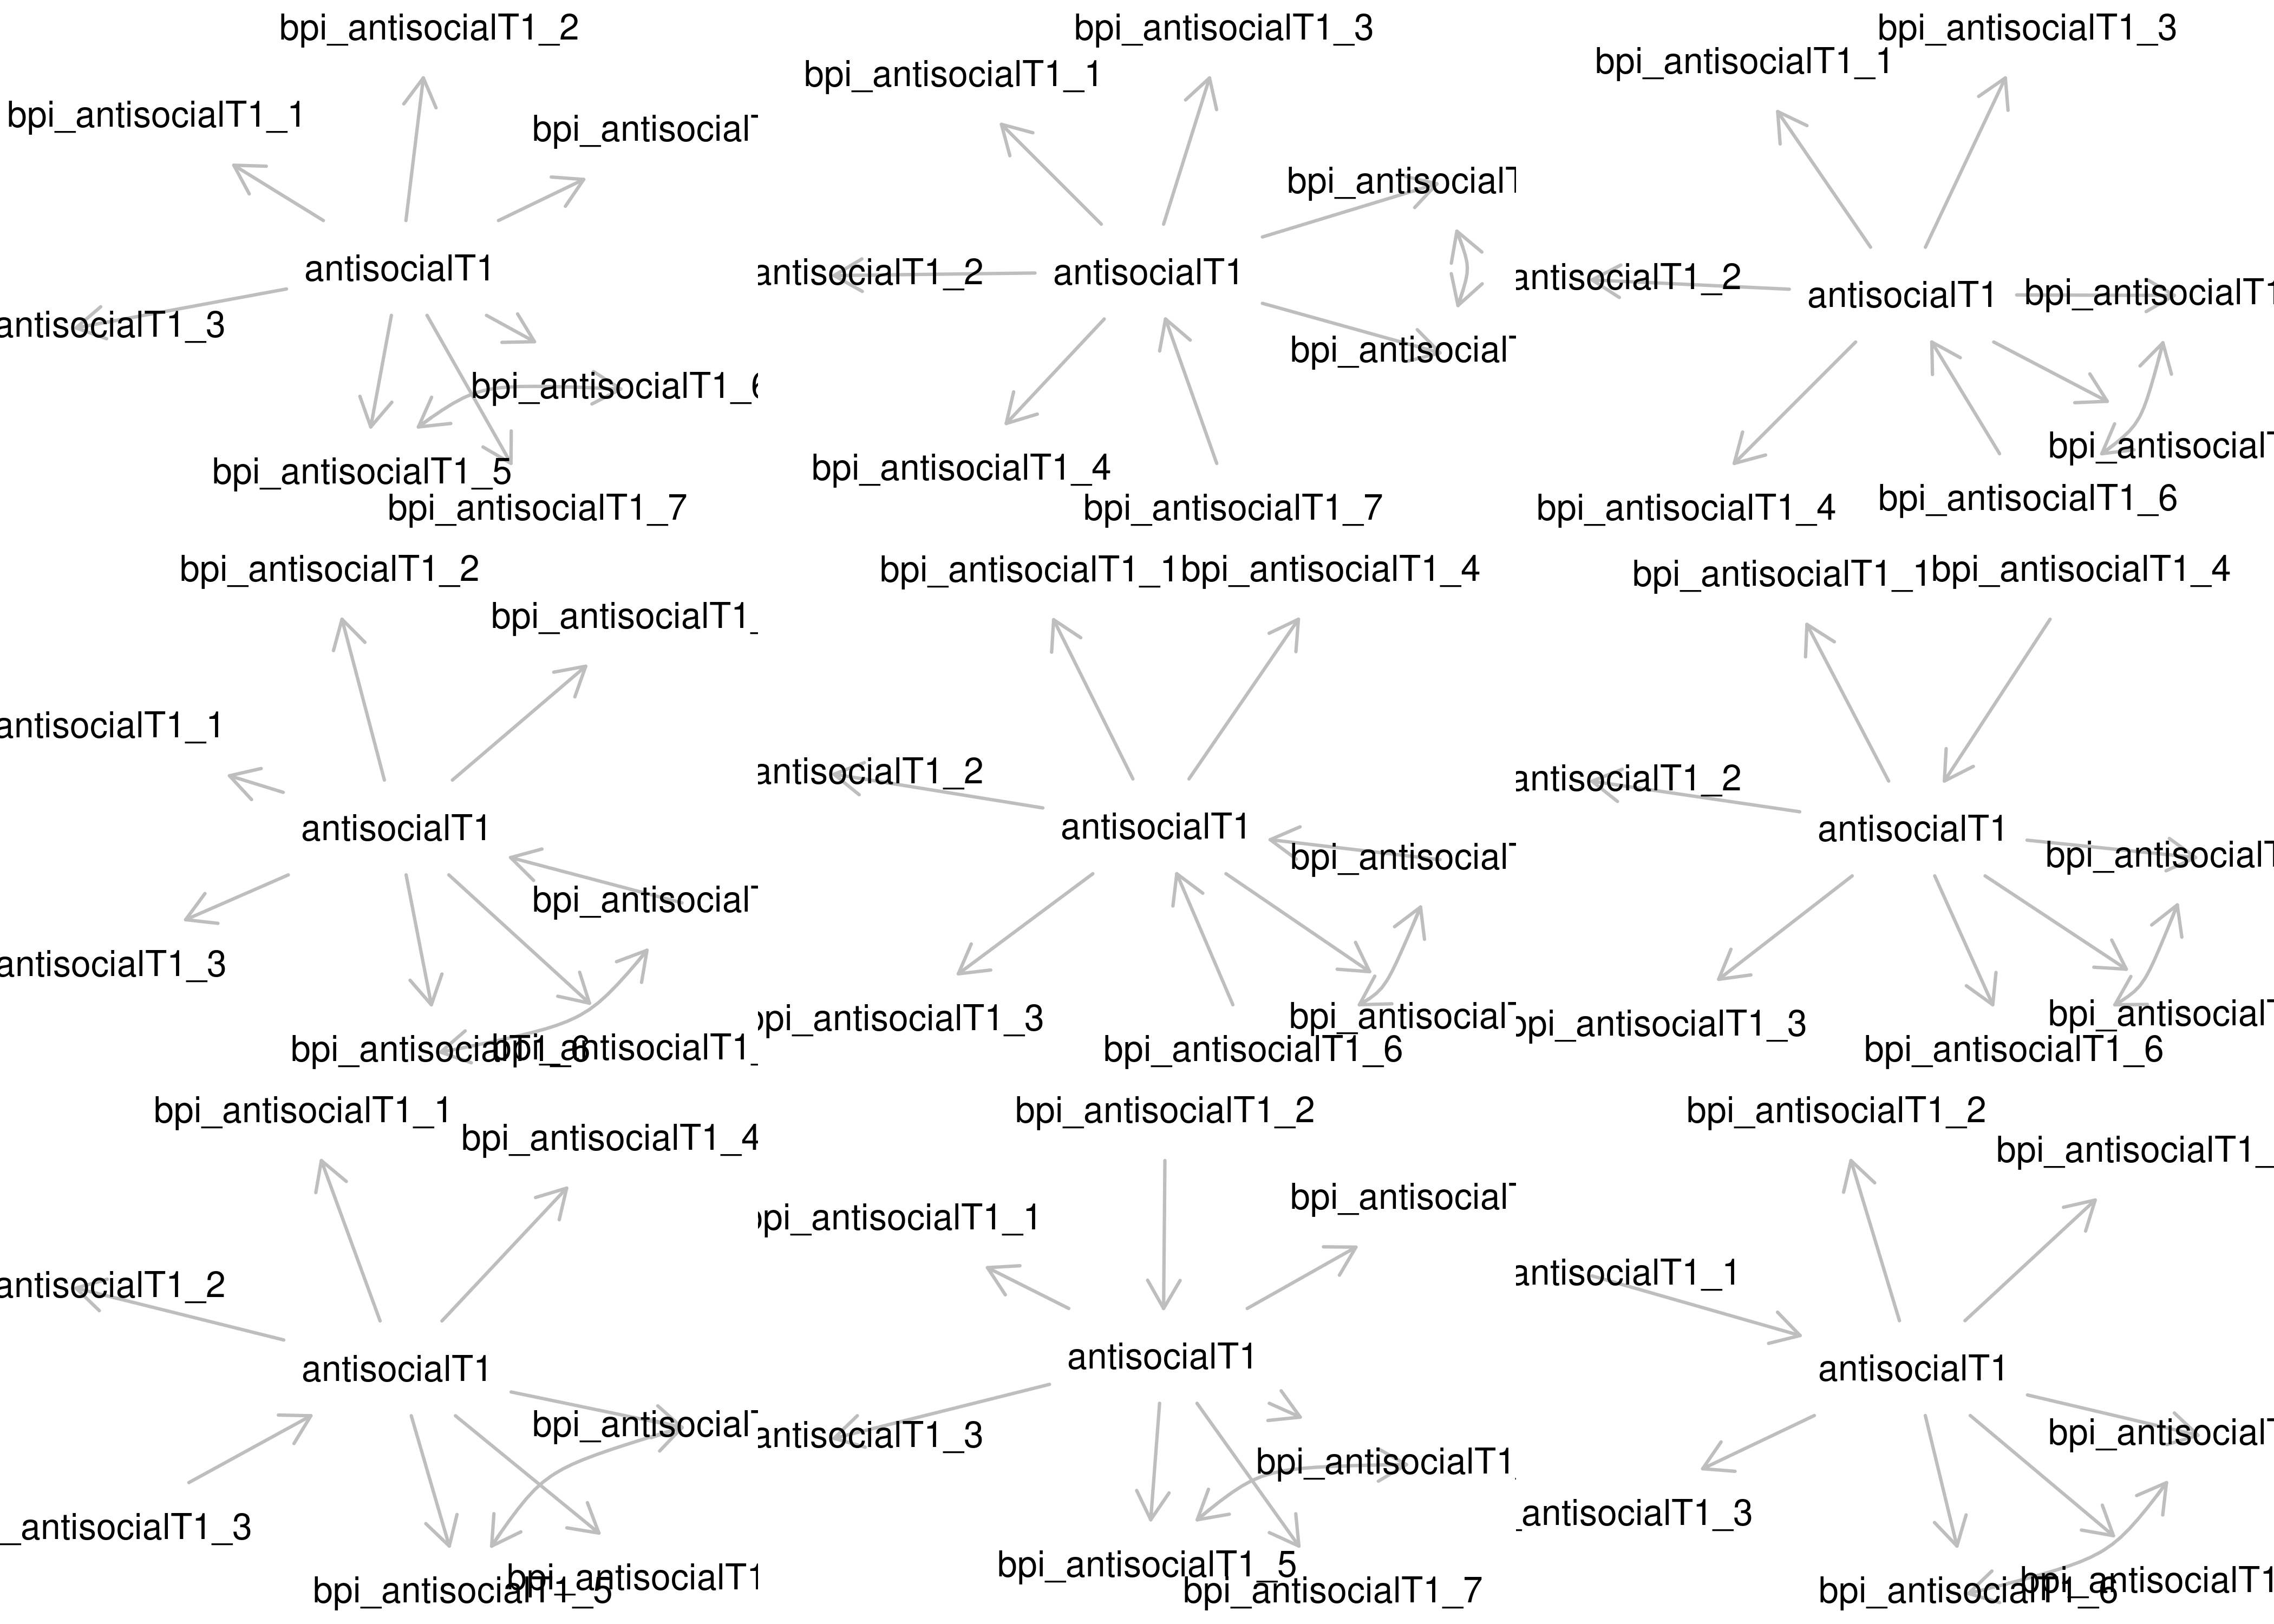 bpi_antisocialT1_2
bpi_antisocialT1_1
bpi_antisocial
antisocialT1
antisocialT1_3
bpi_antisocialT1_6
bpi_antisocialT1_5
bpi_antisocialT1_7
bpi_antisocialT1_3
bpi_antisocialT1_1
bpi_antisocialT
antisocialT1_2
antisocialT1
bpi_antisocial
bpi_antisocialT1_4
bpi_antisocialT1_7
bpi_antisocialT1_3
bpi_antisocialT1_1
antisocialT1_2
antisocialT1
bpi_antisocialT1
bpi_antisocial
bpi_antisocialT1_6
bpi_antisocialT1_4
bpi_antisocialT1_2
bpi_antisocialT1_
antisocialT1_1
antisocialT1
bpi_antisocial
antisocialT1_3
bpi_antisocialT1_6
bpi_antisocialT1_
bpi_antisocialT1_1
bpi_antisocialT1_4
antisocialT1_2
antisocialT1
bpi_antisocial
bpi_antisocialT1_3
bpi_antisocial
bpi_antisocialT1_6
bpi_antisocialT1_1
bpi_antisocialT1_4
antisocialT1_2
antisocialT1
bpi_antisocialT
bpi_antisocialT1_3
bpi_antisocial
bpi_antisocialT1_6
bpi_antisocialT1_1
bpi_antisocialT1_4
antisocialT1_2
antisocialT1
bpi_antisocial
_antisocialT1_3
bpi_antisocialT1
bpi_antisocialT1_5
bpi_antisocialT1_2
bpi_antisocial
bpi_antisocialT1_1
antisocialT1
antisocialT1_3
bpi_antisocialT1_
bpi_antisocialT1_5
bpi_antisocialT1_7
bpi_antisocialT1_2
bpi_antisocialT1_
antisocialT1_1
antisocialT1
bpi_antisocial
_antisocialT1_3
bpi_antisocialT1_6
bpi_antisocialT1